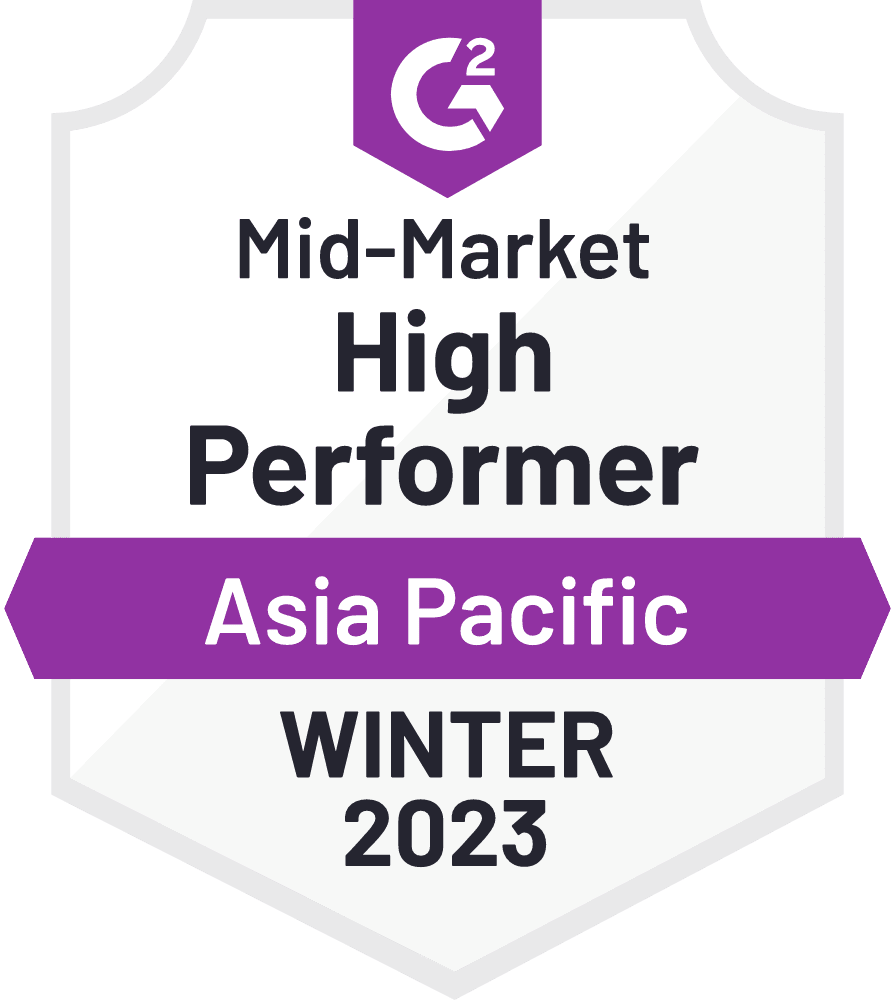 G2
Mid-Market
High
Performer
Asia Pacific
WINTER
2023